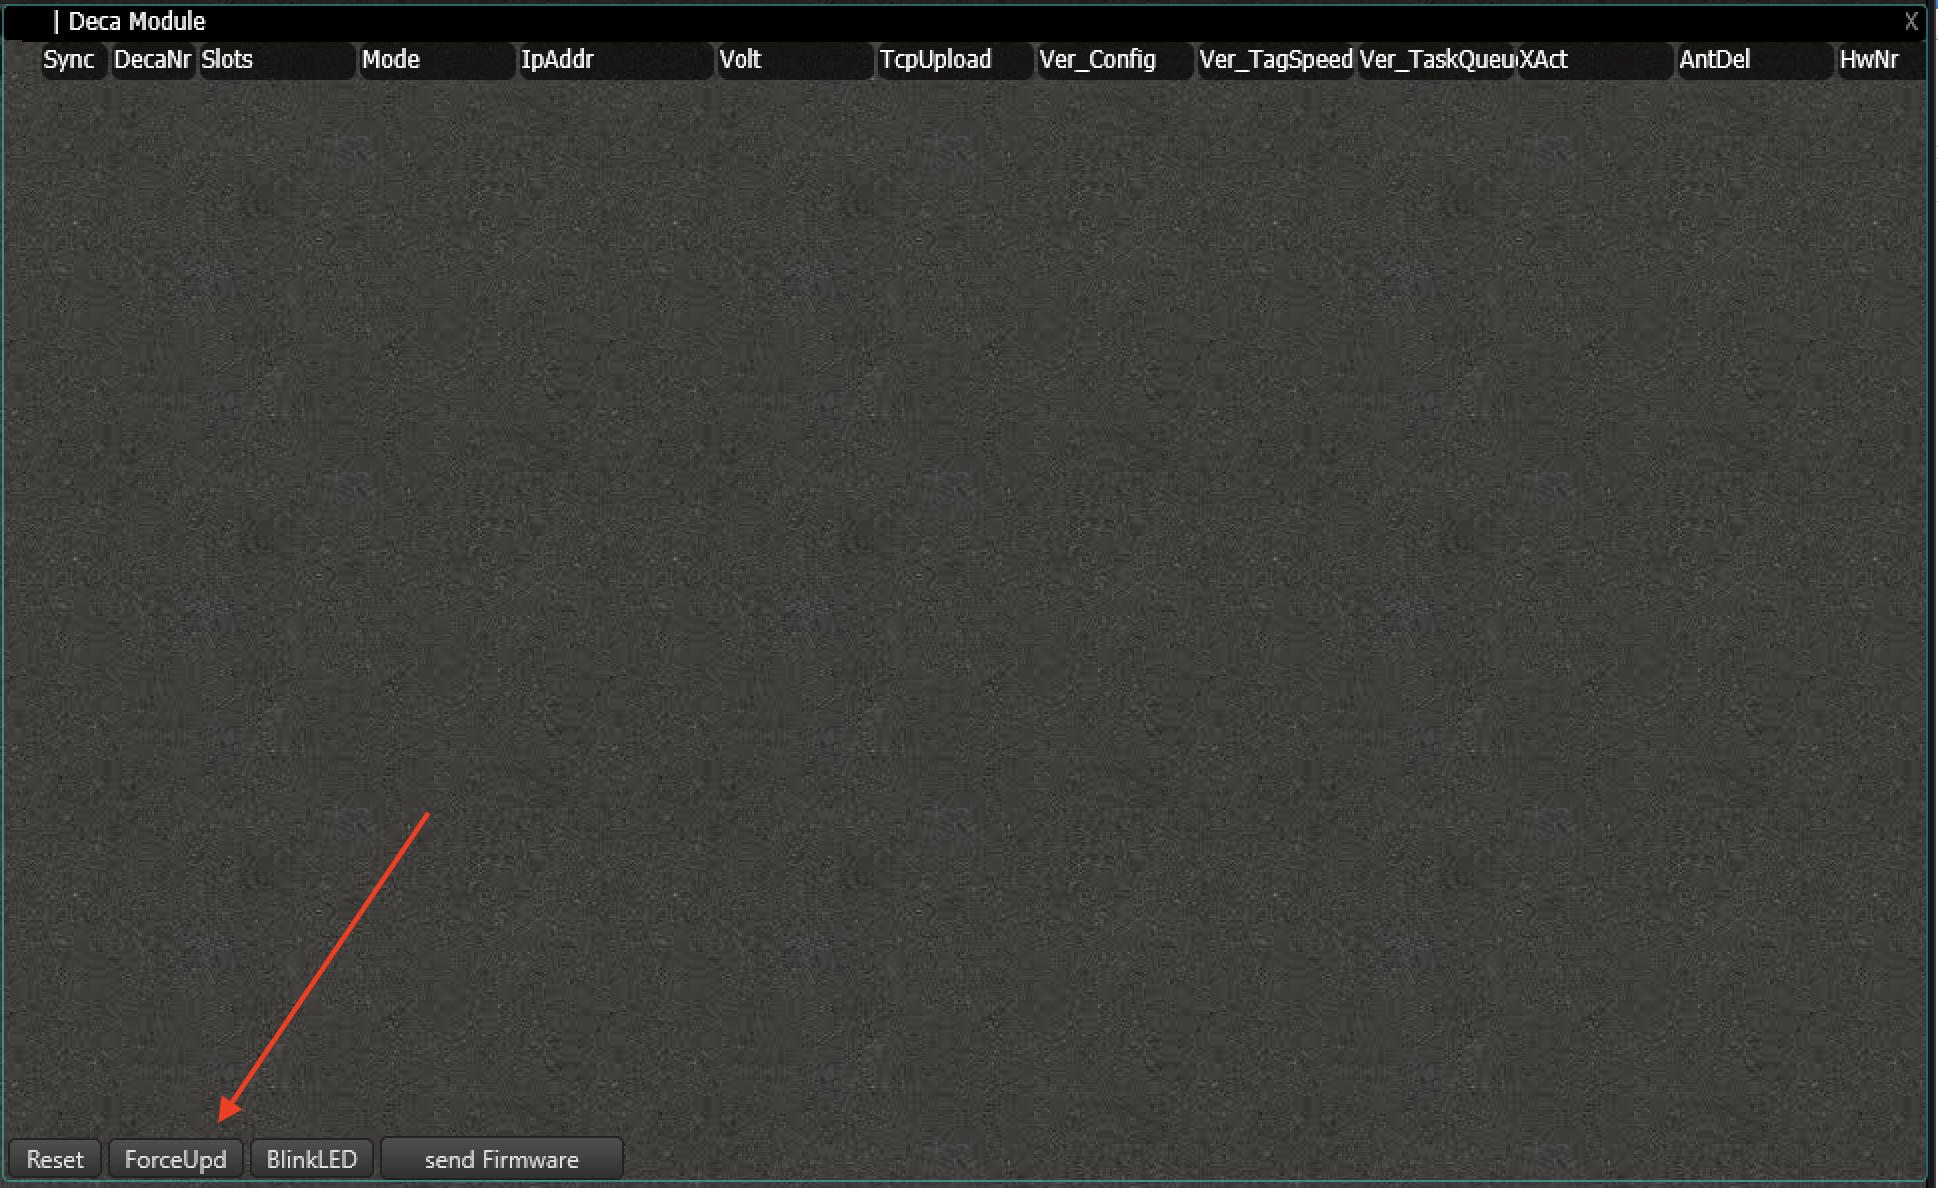 | Deca Module X
Sync DecaNr Slots Mode IpAddr Volt TcpUpload Ver_Config Ver_TagSpeed Ver_TaskQueu XAct AntDel HwNr
Reset ForceUpd BlinkLED send Firmware